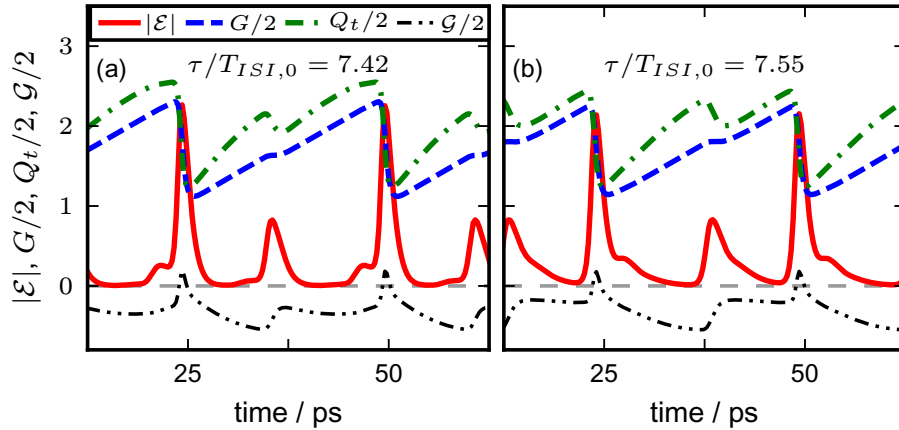 |ℰ| G/2 Q_t/2 𝒢/2
(a) τ/T_{ISI,0} = 7.42
(b) τ/T_{ISI,0} = 7.55
|ℰ|, G/2, Q_t/2, 𝒢/2
3
2
1
0
25 50
25 50
time / ps
time / ps